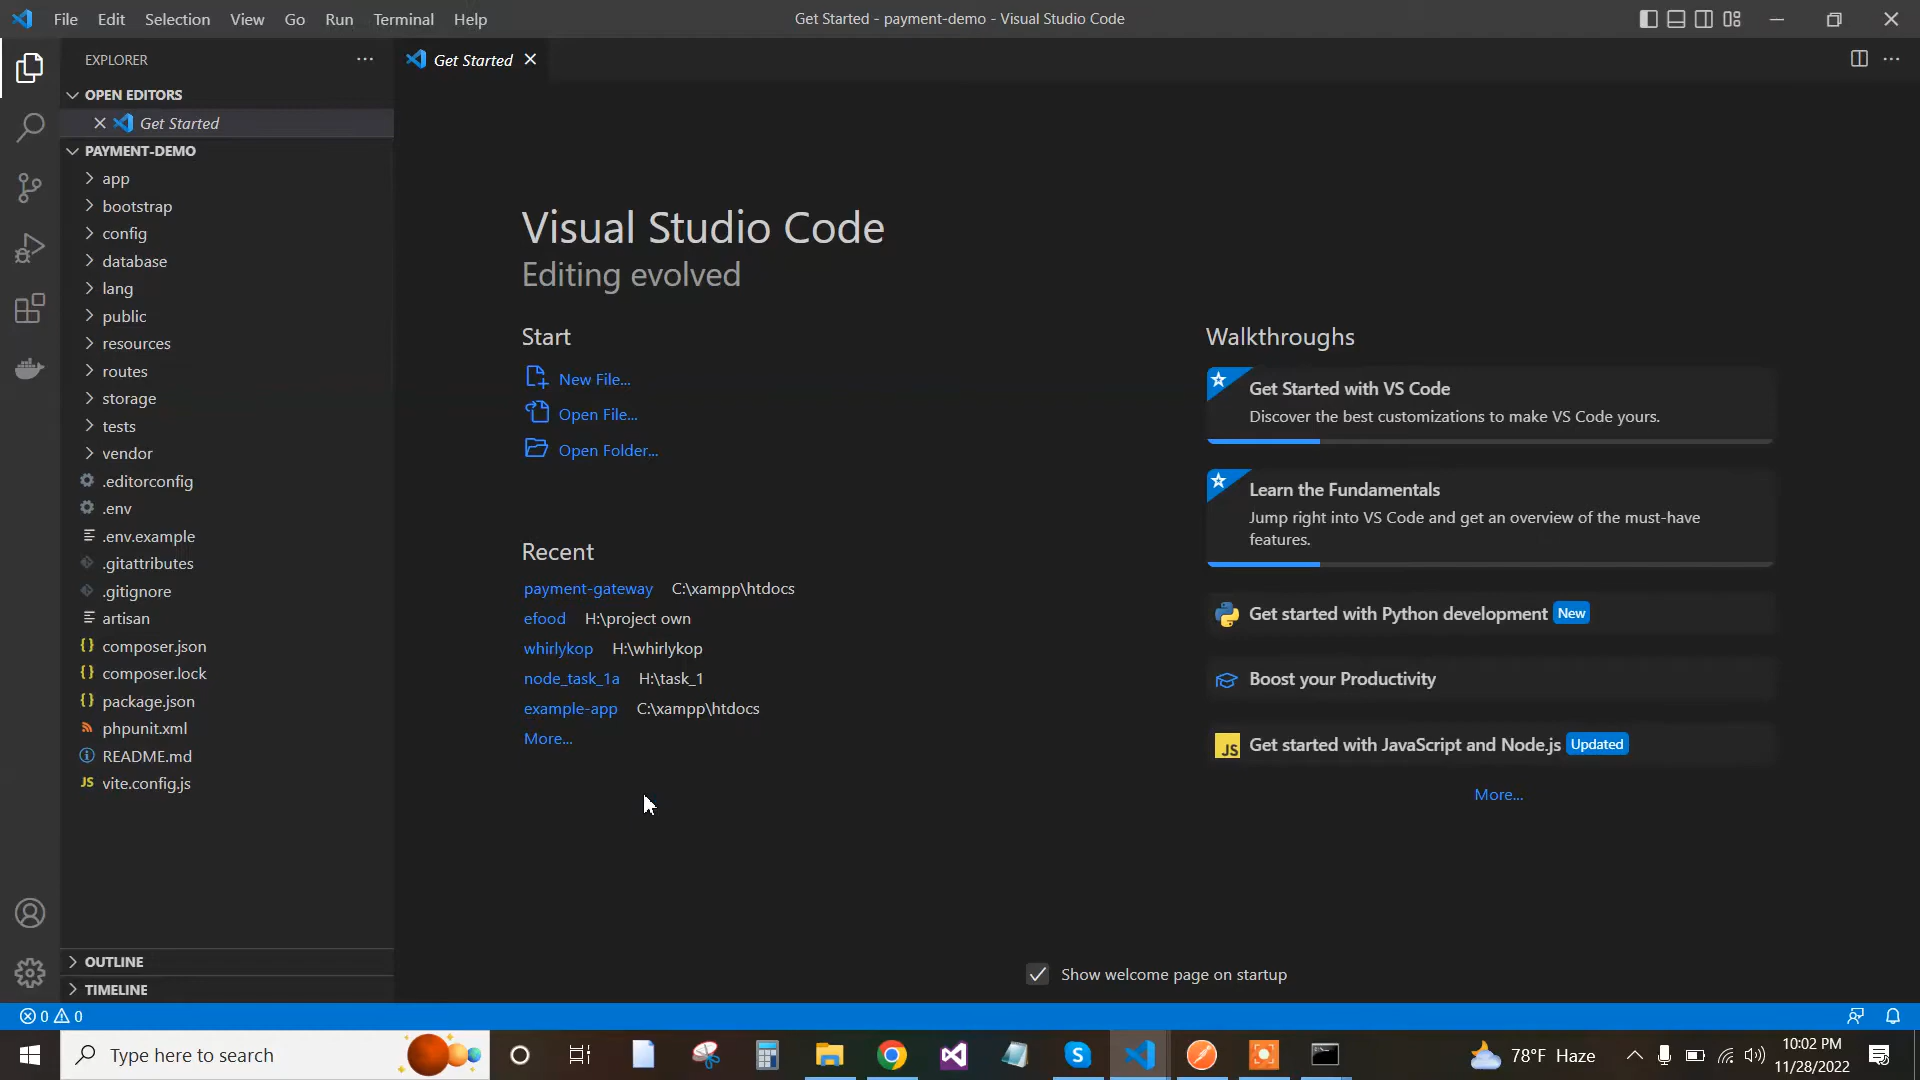 File Edit Selection View Go Run Terminal Help
Get Started - payment-demo - Visual Studio Code
EXPLORER
Get Started
OPEN EDITORS
Get Started
PAYMENT-DEMO
app
bootstrap
config
database
lang
public
resources
routes
storage
tests
vendor
.editorconfig
.env
.env.example
.gitattributes
.gitignore
artisan
composer.json
composer.lock
package.json
phpunit.xml
README.md
JS vite.config.js
OUTLINE
TIMELINE
Visual Studio Code
Editing evolved
Start
New File...
Open File...
Open Folder...
Recent
payment-gateway C:\xampp\htdocs
efood H:\project own
whirlykop H:\whirlykop
node_task_1a H:\task_1
example-app C:\xampp\htdocs
More...
Walkthroughs
Get Started with VS Code
Discover the best customizations to make VS Code yours.
Learn the Fundamentals
Jump right into VS Code and get an overview of the must-have
features.
Get started with Python development New
Boost your Productivity
JS Get started with JavaScript and Node.js Updated
More...
Show welcome page on startup
0 0
Type here to search
78°F Haze
10:02 PM
11/28/2022